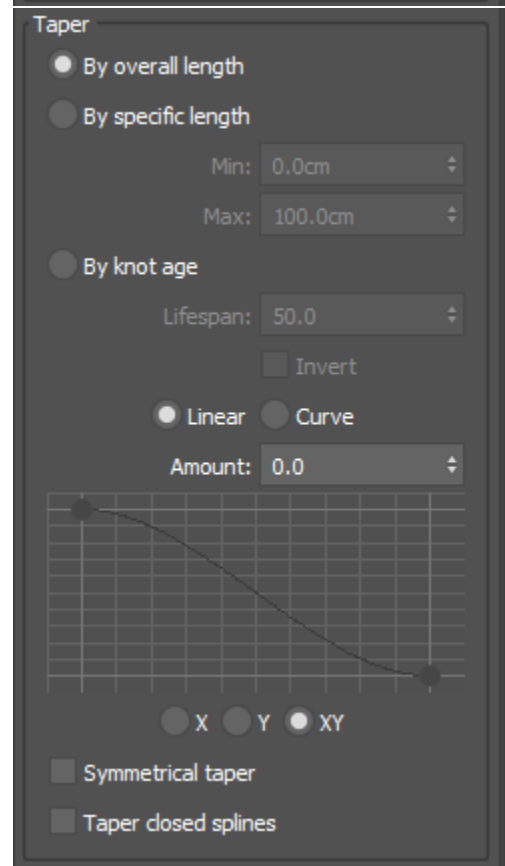 Taper
By overall length
By specific length
Min: 0.0cm
Max: 100.0cm
By knot age
Lifespan: 50.0
Invert
Linear Curve
Amount: 0.0
X Y XY
Symmetrical taper
Taper closed splines